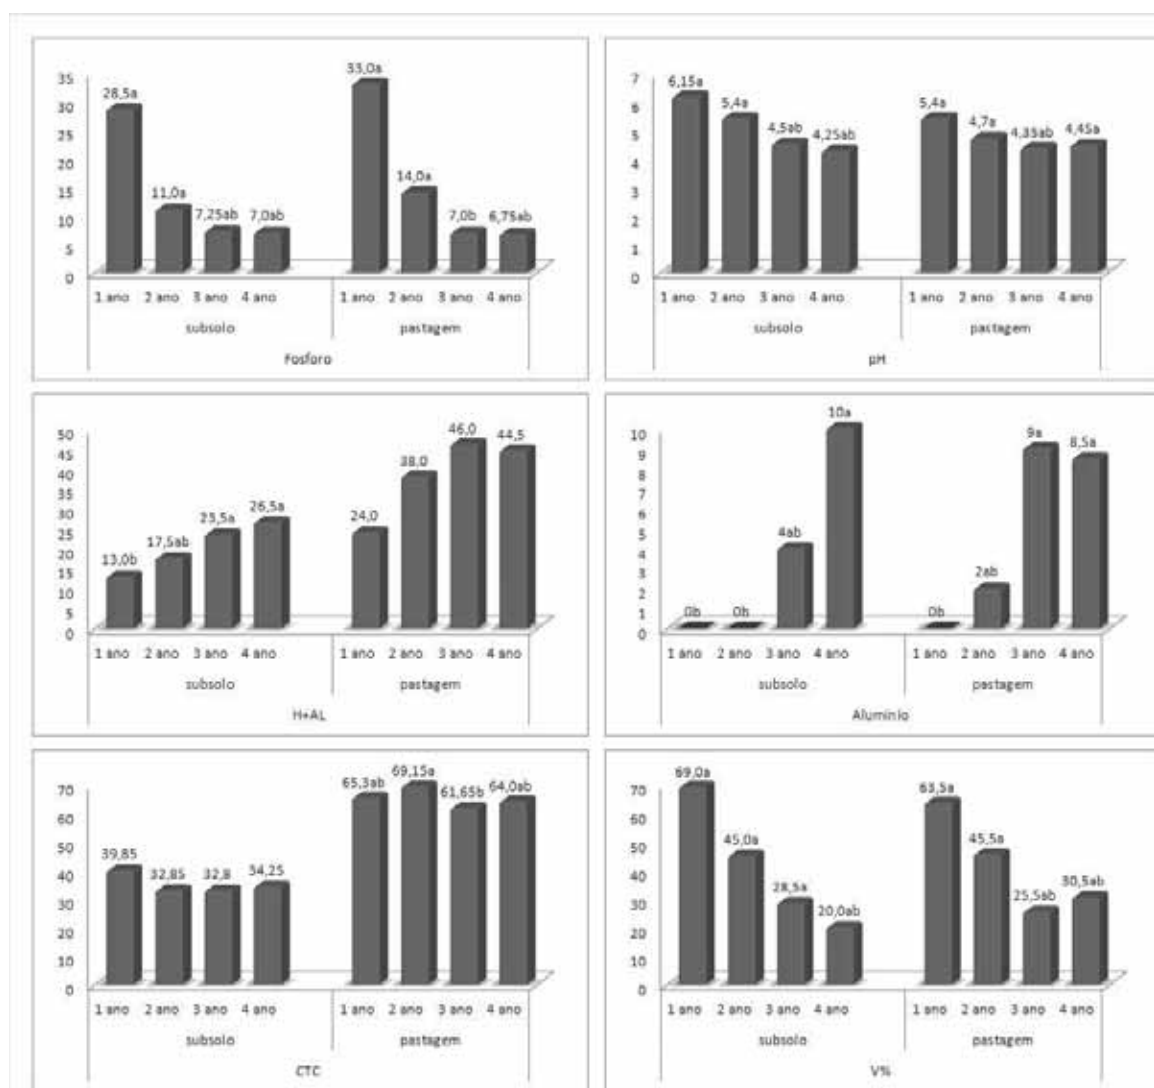 35
30
25
20
15
10
5
0
28,5a
11,0a
7,25ab
7,0ab
33,0a
14,0a
7,0b
6,75ab
1 ano 2 ano 3 ano 4 ano 1 ano 2 ano 3 ano 4 ano
subsolo pastagem
Fosforo
7
6
5
4
3
2
1
0
6,15a
5,4a
4,5ab
4,25ab
5,4a
4,7a
4,35ab
4,45a
1 ano 2 ano 3 ano 4 ano 1 ano 2 ano 3 ano 4 ano
subsolo pastagem
pH
50
45
40
35
30
25
20
15
10
5
0
13,0b
17,5ab
23,5a
26,5a
24,0
38,0
46,0
44,5
1 ano 2 ano 3 ano 4 ano 1 ano 2 ano 3 ano 4 ano
subsolo pastagem
H+AL
10
9
8
7
6
5
4
3
2
1
0
0b
0b
4ab
10a
0b
2ab
9a
8,5a
1 ano 2 ano 3 ano 4 ano 1 ano 2 ano 3 ano 4 ano
subsolo pastagem
Aluminio
70
60
50
40
30
20
10
0
39,85
32,85
32,8
34,25
65,3ab
69,15a
61,65b
64,0ab
1 ano 2 ano 3 ano 4 ano 1 ano 2 ano 3 ano 4 ano
subsolo pastagem
CTC
70
60
50
40
30
20
10
0
69,0a
45,0a
28,5a
20,0ab
63,5a
45,5a
25,5ab
30,5ab
1 ano 2 ano 3 ano 4 ano 1 ano 2 ano 3 ano 4 ano
subsolo pastagem
V%